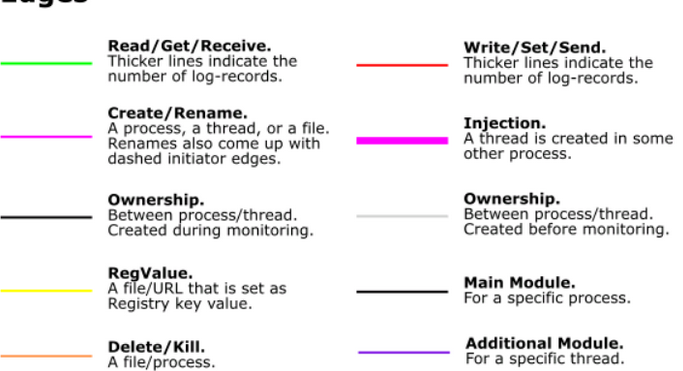 Edges
Read/Get/Receive.
Thicker lines indicate the
number of log-records.
Create/Rename.
A process, a thread, or a file.
Renames also come up with
dashed initiator edges.
Ownership.
Between process/thread.
Created during monitoring.
RegValue.
A file/URL that is set as
Registry key value.
Delete/Kill.
A file/process.
Write/Set/Send.
Thicker lines indicate the
number of log-records.
Injection.
A thread is created in some
other process.
Ownership.
Between process/thread.
Created before monitoring.
Main Module.
For a specific process.
Additional Module.
For a specific thread.